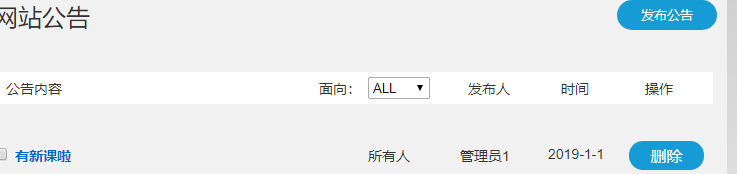 网站公告
发布公告
公告内容 面向： ALL 发布人 时间 操作
有新课啦 所有人 管理员1 2019-1-1 删除